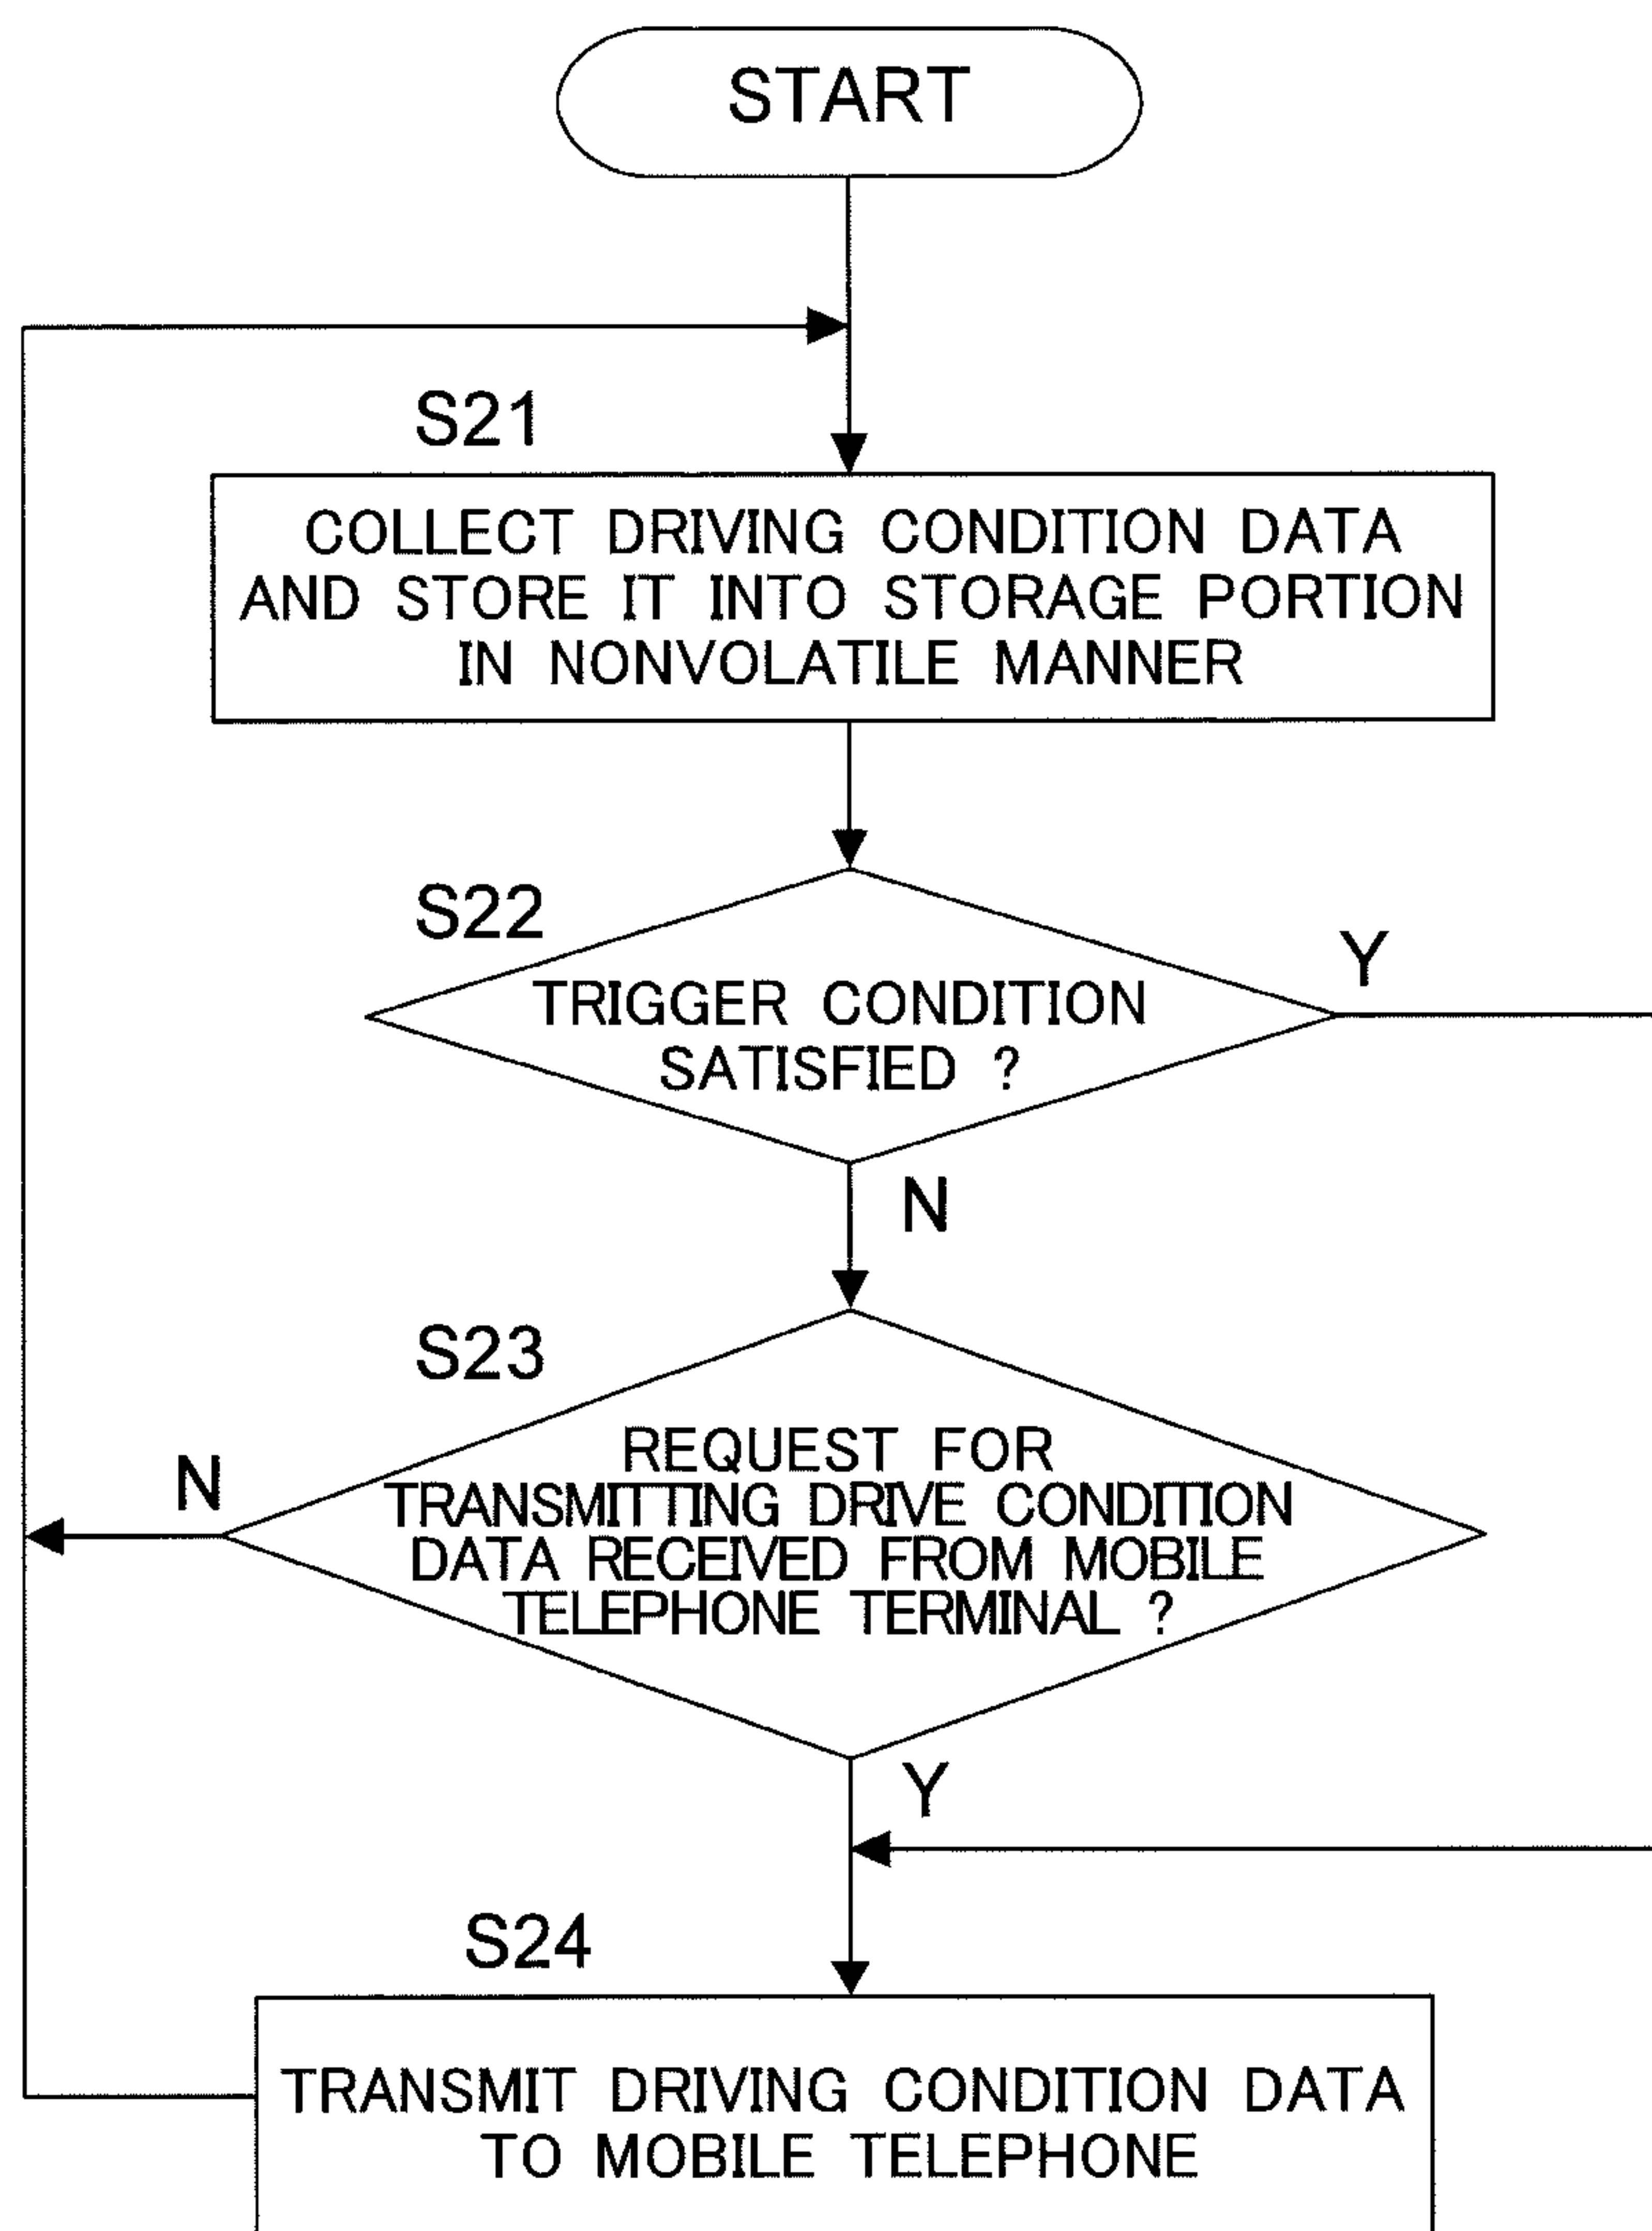 START
S21
COLLECT DRIVING CONDITION DATA
AND STORE IT INTO STORAGE PORTION
IN NONVOLATILE MANNER
S22
Y
TRIGGER CONDITION
SATISFIED ?
N
S23
N
REQUEST FOR
TRANSMITTING DRIVE CONDITION
DATA RECEIVED FROM MOBILE
TELEPHONE TERMINAL ?
Y
S24
TRANSMIT DRIVING CONDITION DATA
TO MOBILE TELEPHONE